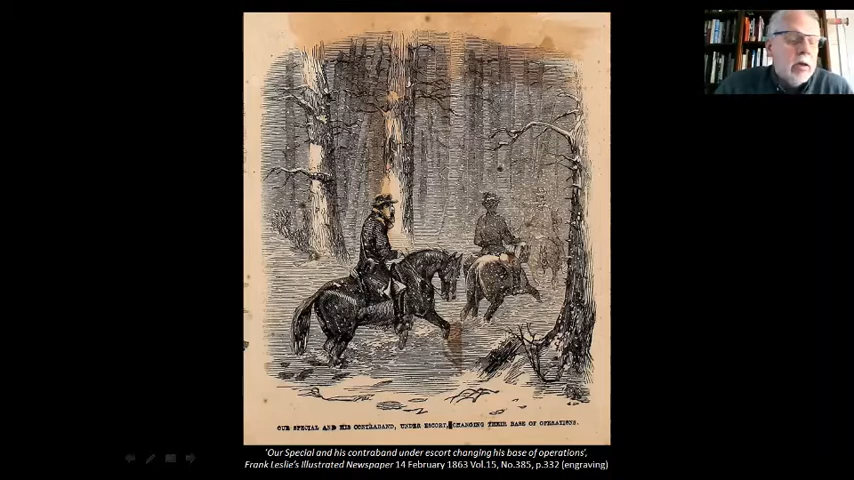 OUR SPECIAL AND HIS CONTRABAND, UNDER ESCORT, CHANGING THEIR BASE OF OPERATIONS.
'Our Special and his contraband under escort changing his base of operations',
Frank Leslie's Illustrated Newspaper 14 February 1863 Vol.15, No.385, p.332 (engraving)